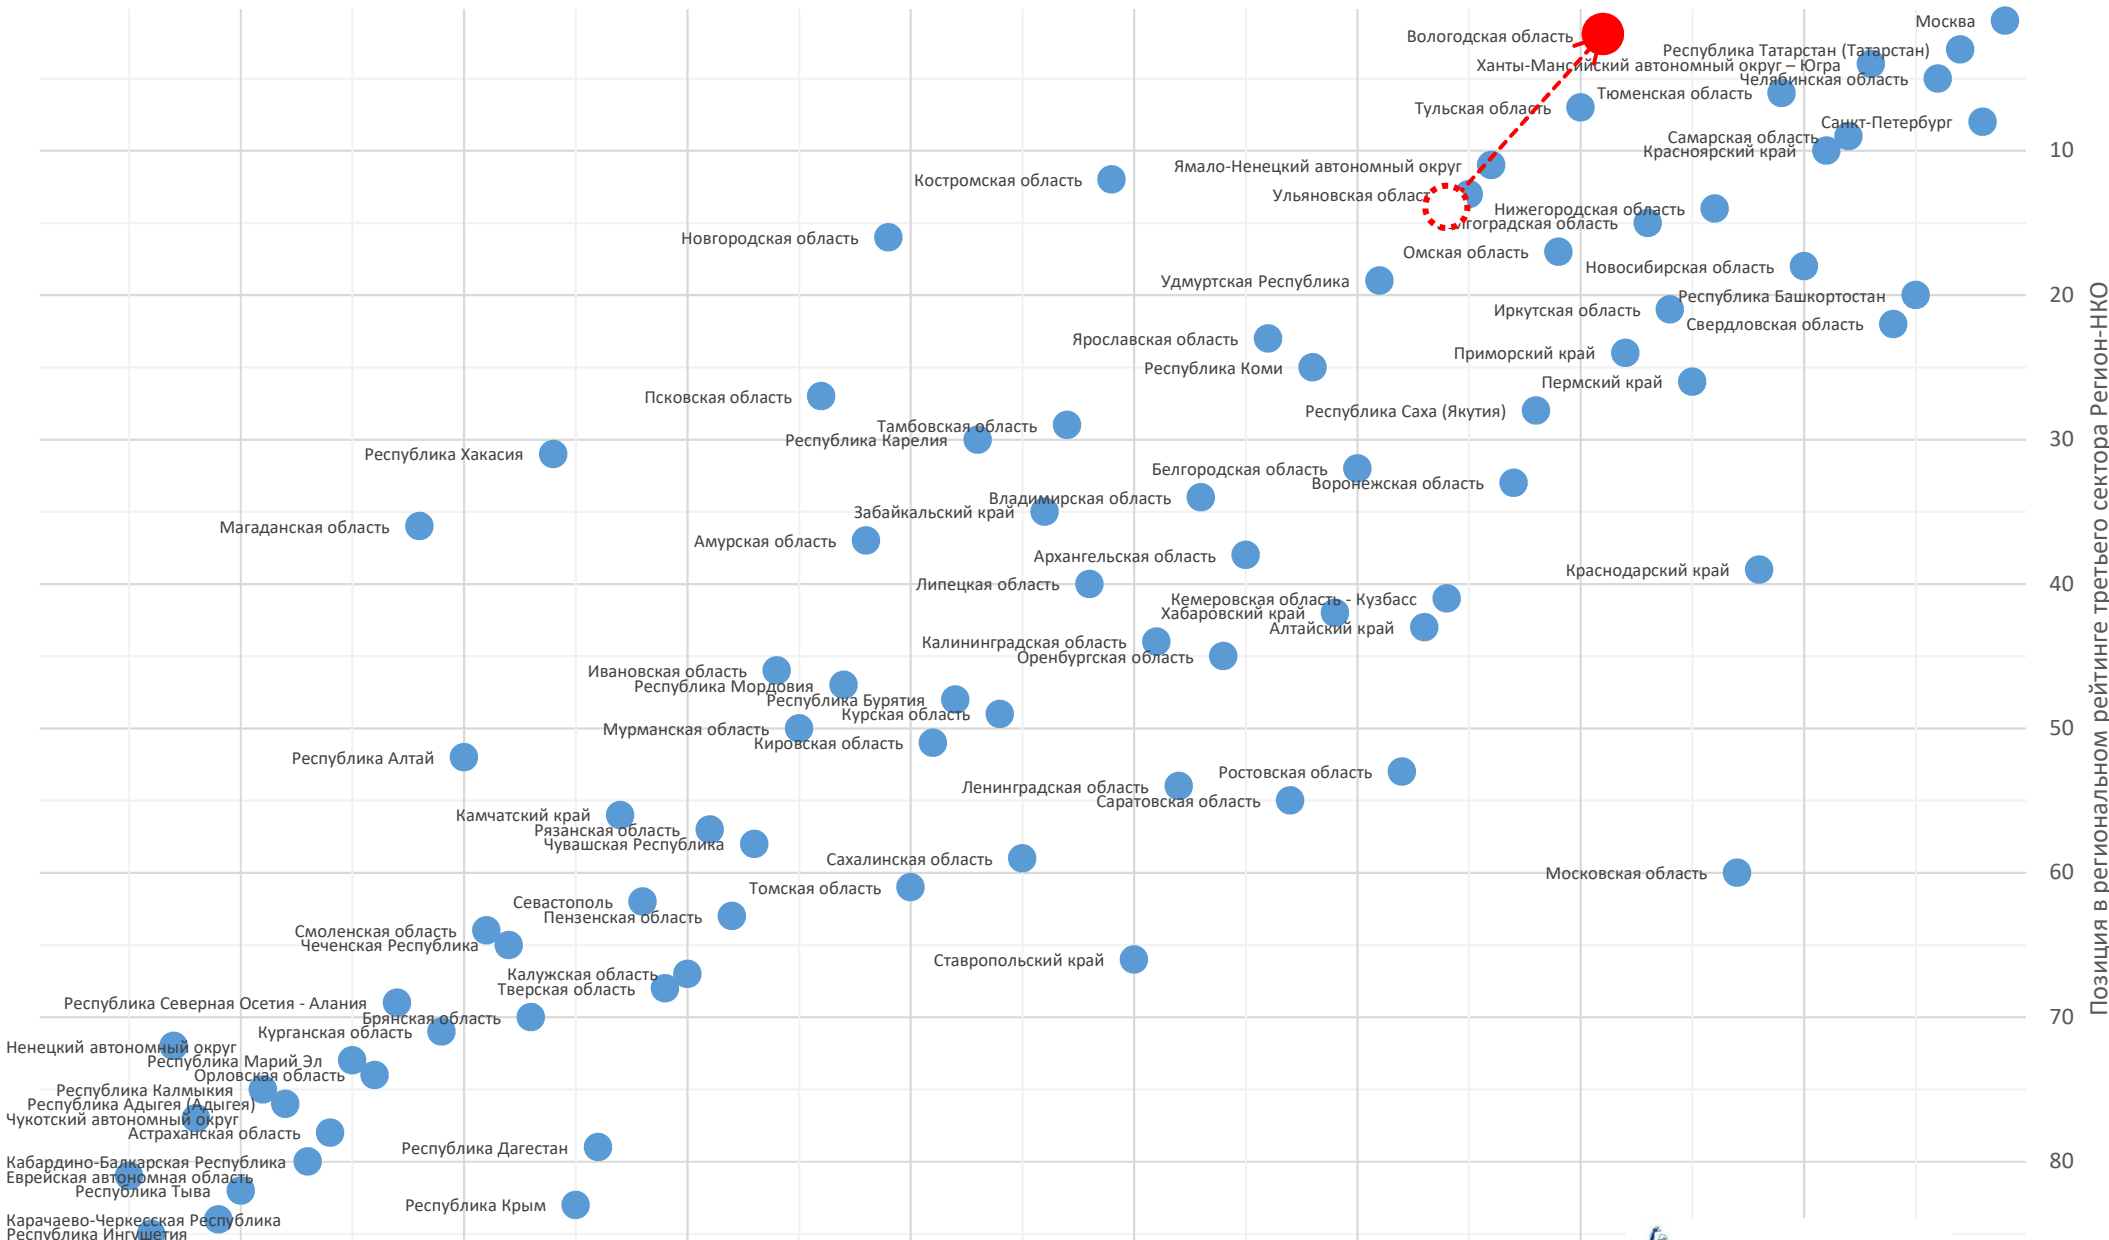 Москва
Вологодская область
Республика Татарстан (Татарстан)
Ханты-Мансийский автономный округ – Югра
Челябинская область
Тюменская область
Тульская область
Санкт-Петербург
Самарская область
Красноярский край
10
Ямало-Ненецкий автономный округ
Костромская область
Ульяновская област
Нижегородская область
лгоградская область
Новгородская область
Омская область
Новосибирская область
Удмуртская Республика
Республика Башкортостан
20
Иркутская область
Свердловская область
Ярославская область
Приморский край
Республика Коми
Пермский край
Псковская область
Республика Саха (Якутия)
Тамбовская область
Республика Карелия
30
Республика Хакасия
Белгородская область
Воронежская область
Владимирская область
Забайкальский край
Магаданская область
Амурская область
Архангельская область
Краснодарский край
Липецкая область
40
Кемеровская область - Кузбасс
Хабаровский край
Алтайский край
Калининградская область
Оренбургская область
Ивановская область
Республика Мордовия
Республика Бурятия
Курская область
Мурманская область
50
Кировская область
Республика Алтай
Ростовская область
Ленинградская область
Саратовская область
Камчатский край
Рязанская область
Чувашская Республика
Сахалинская область
Московская область
60
Томская область
Севастополь
Пензенская область
Смоленская область
Чеченская Республика
Ставропольский край
Калужская область
Тверская область
Республика Северная Осетия - Алания
Брянская область
70
Курганская область
Ненецкий автономный округ
Республика Марий Эл
Орловская область
Республика Калмыкия
Республика Адыгея (Адыгея)
Чукотский автономный округ
Астраханская область
Республика Дагестан
Кабардино-Балкарская Республика
80
Еврейская автономная область
Республика Тыва
Республика Крым
Карачаево-Черкесская Республика
Республика Ингушетия
Позиция в региональном рейтинге третьего сектора Регион-НКО